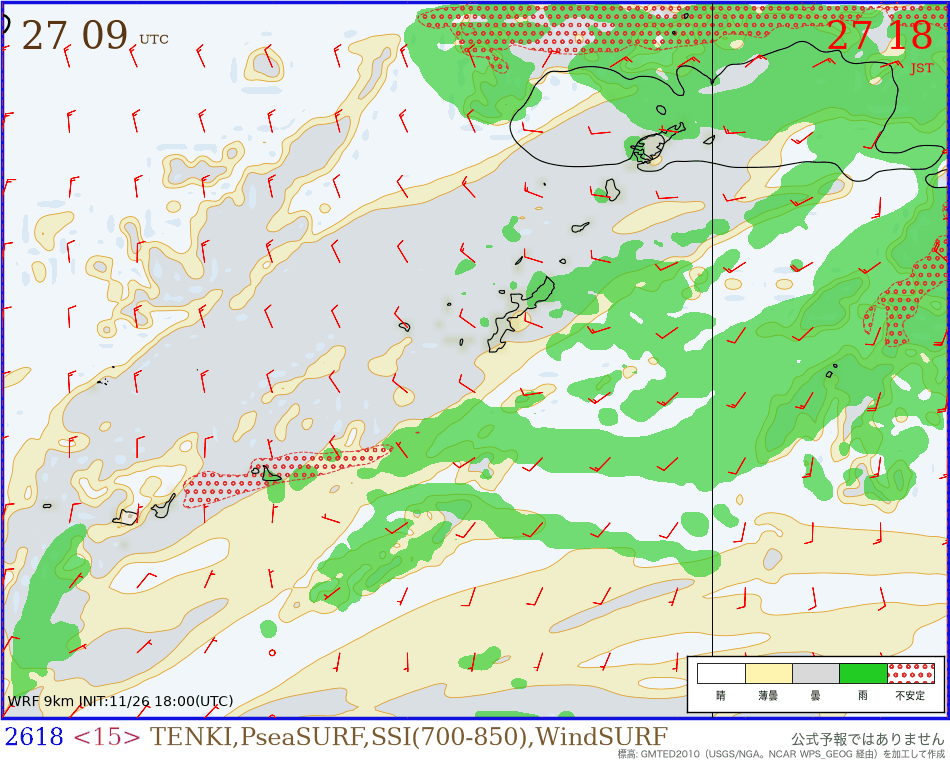 27 09 UTC
27 18
JST
WRF 9km INIT:11/26 18:00(UTC)
晴 薄曇 曇 雨 不安定
2618 <15> TENKI,PseaSURF,SSI(700-850),WindSURF
公式予報ではありません
標高: GMTED2010（USGS/NGA。NCAR WPS_GEOG 経由）を加工して作成